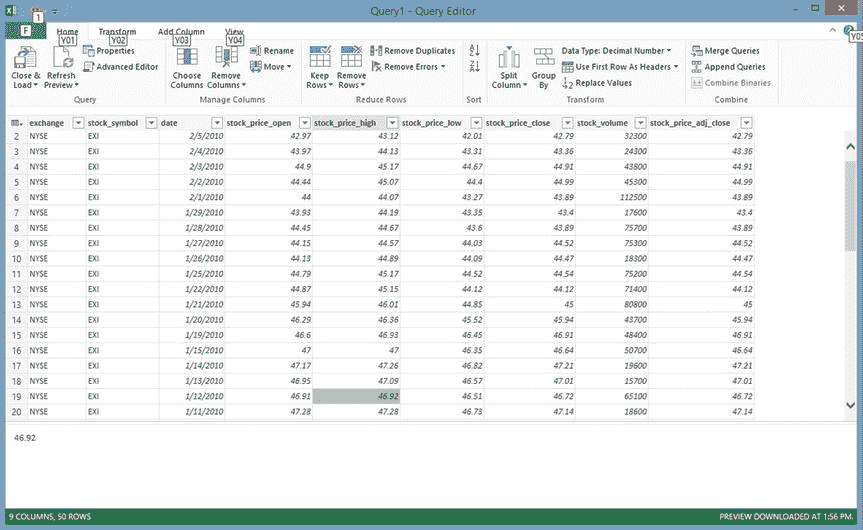 Query1 - Query Editor
1
F Home Transform Add Column View
Y01 Y02 Y03 Y04 Y05
Close & Load Refresh Preview Properties Advanced Editor Choose Columns Remove Columns Rename Move Keep Rows Remove Rows Remove Duplicates Remove Errors Split Column Group By Data Type: Decimal Number Use First Row As Headers Replace Values Merge Queries Append Queries Combine Binaries
Query Manage Columns Reduce Rows Sort Transform Combine
exchange stock_symbol date stock_price_open stock_price_high stock_price_low stock_price_close stock_volume stock_price_adj_close
2 NYSE EXI 2/5/2010 42.97 43.12 42.01 42.79 32300 42.79
3 NYSE EXI 2/4/2010 43.97 44.13 43.31 43.36 24300 43.36
4 NYSE EXI 2/3/2010 44.9 45.17 44.67 44.91 43800 44.91
5 NYSE EXI 2/2/2010 44.44 45.07 44.4 44.99 45300 44.99
6 NYSE EXI 2/1/2010 44 44.07 43.27 43.89 112500 43.89
7 NYSE EXI 1/29/2010 43.93 44.19 43.35 43.4 17600 43.4
8 NYSE EXI 1/28/2010 44.45 44.67 43.6 43.89 75700 43.89
9 NYSE EXI 1/27/2010 44.15 44.57 44.03 44.52 75300 44.52
10 NYSE EXI 1/26/2010 44.13 44.89 44.09 44.47 18300 44.47
11 NYSE EXI 1/25/2010 44.79 45.17 44.52 44.54 75200 44.54
12 NYSE EXI 1/22/2010 44.87 45.15 44.12 44.12 71400 44.12
13 NYSE EXI 1/21/2010 45.94 46.01 44.85 45 80800 45
14 NYSE EXI 1/20/2010 46.29 46.36 45.52 45.94 43700 45.94
15 NYSE EXI 1/19/2010 46.6 46.93 46.45 46.91 48400 46.91
16 NYSE EXI 1/15/2010 47 47 46.35 46.64 50700 46.64
17 NYSE EXI 1/14/2010 47.17 47.26 46.82 47.21 19600 47.21
18 NYSE EXI 1/13/2010 46.95 47.09 46.57 47.01 15700 47.01
19 NYSE EXI 1/12/2010 46.91 46.92 46.51 46.72 65100 46.72
20 NYSE EXI 1/11/2010 47.28 47.28 46.73 47.14 18600 47.14
46.92
9 COLUMNS, 50 ROWS PREVIEW DOWNLOADED AT 1:56 PM.